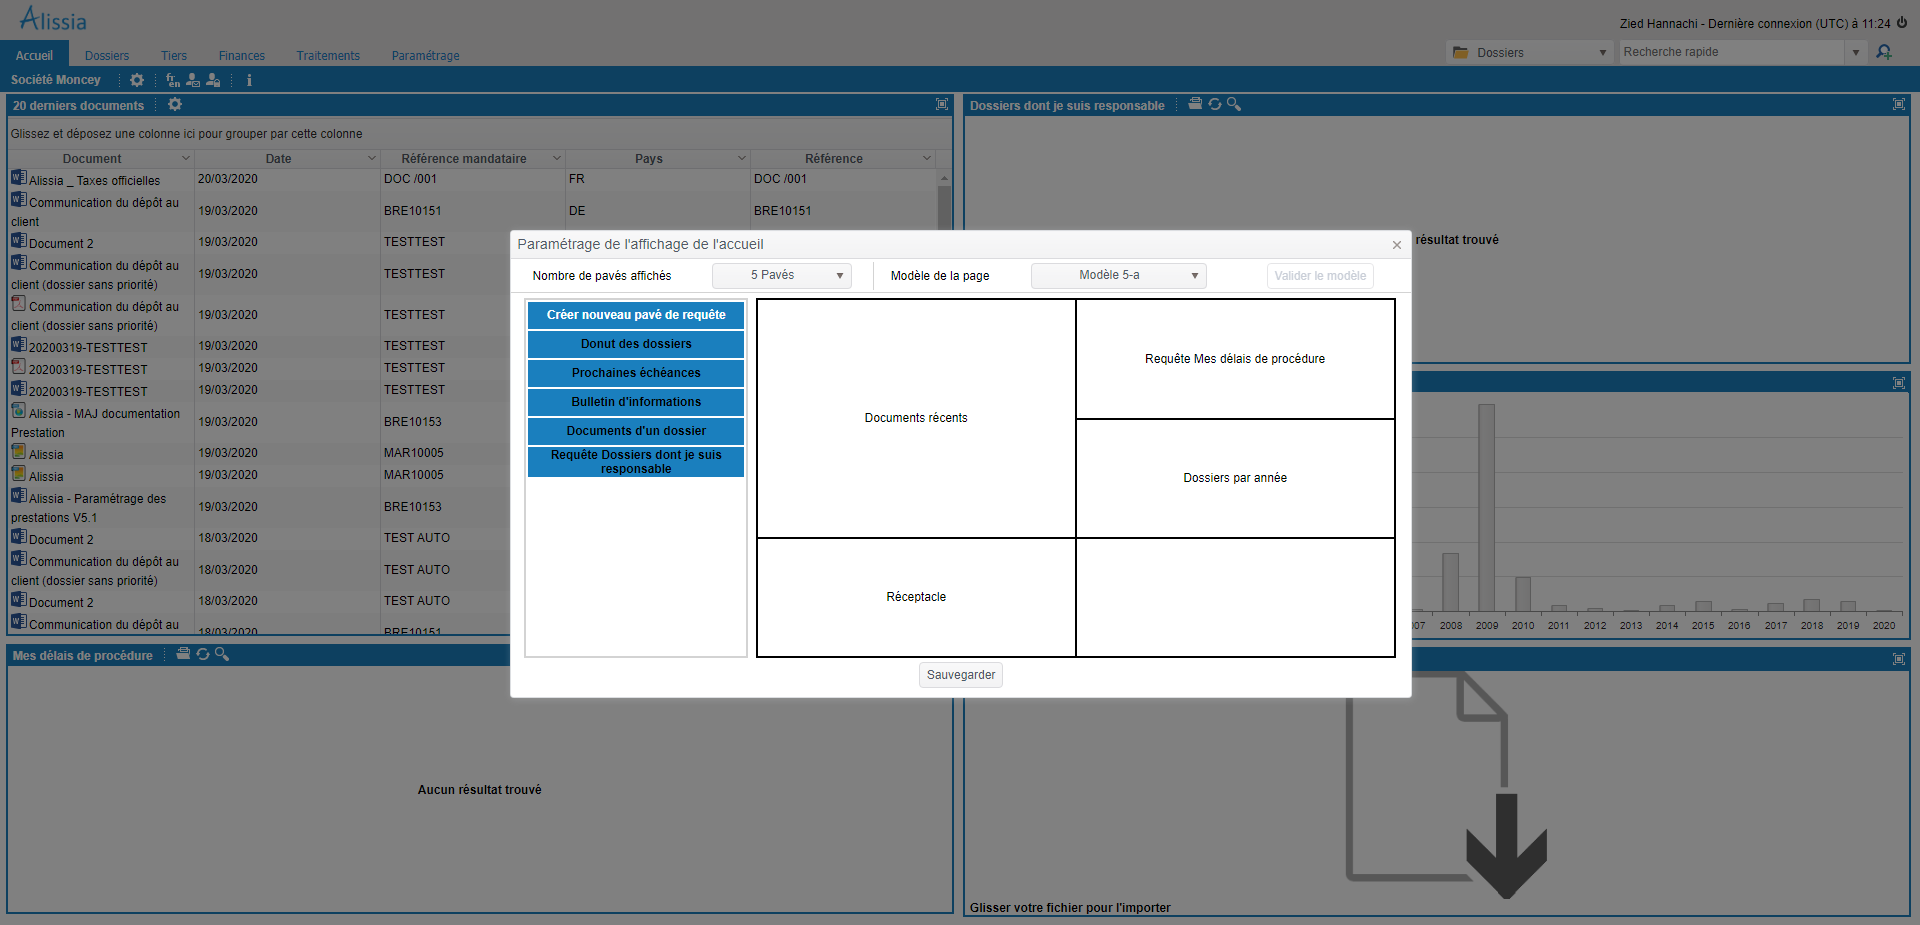 Alissia
Zied Hannachi - Dernière connexion (UTC) á 11:24
Accueil Dossiers Tiers Finances Traitements Paramétrage
Dossiers Recherche rapide
Société Moncey fr en
20 derniers documents
Glissez et déposez une colonne ici pour grouper par cette colonne
Document Date Référence mandataire Pays Référence
Alissia _ Taxes officielles 20/03/2020 DOC /001 FR DOC /001
Communication du dépôt au
client 19/03/2020 BRE10151 DE BRE10151
Document 2 19/03/2020 TESTTEST
Communication du dépôt au
client (dossier sans priorité) 19/03/2020 TESTTEST
Communication du dépôt au
client (dossier sans priorité) 19/03/2020 TESTTEST
20200319-TESTTEST 19/03/2020 TESTTEST
20200319-TESTTEST 19/03/2020 TESTTEST
20200319-TESTTEST 19/03/2020 TESTTEST
Alissia - MAJ documentation
Prestation 19/03/2020 BRE10153
Alissia 19/03/2020 MAR10005
Alissia 19/03/2020 MAR10005
Alissia - Paramétrage des
prestations V5.1 19/03/2020 BRE10153
Document 2 18/03/2020 TEST AUTO
Communication du dépôt au
client (dossier sans priorité) 18/03/2020 TEST AUTO
Document 2 18/03/2020 TEST AUTO
Communication du dépôt au
18/03/2020 BRE10151
Mes délais de procédure
Aucun résultat trouvé
Dossiers dont je suis responsable
résultat trouvé
Paramétrage de l'affichage de l'accueil
Nombre de pavés affichés 5 Pavés Modèle de la page Modèle 5-a Valider le modèle
Créer nouveau pavé de requête
Donut des dossiers
Prochaines échéances
Bulletin d'informations
Documents d'un dossier
Requête Dossiers dont je suis
responsable
Documents récents
Requête Mes délais de procédure
Dossiers par année
Réceptacle
Sauvegarder
07 2008 2009 2010 2011 2012 2013 2014 2015 2016 2017 2018 2019 2020
Glisser votre fichier pour l'importer